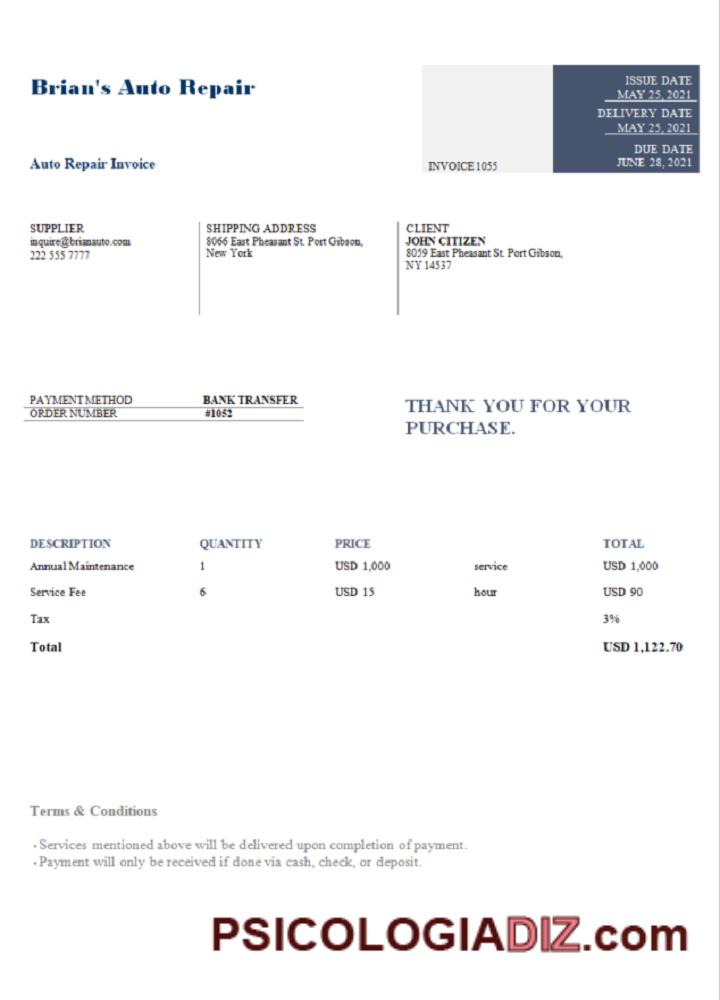 Brian's Auto Repair
ISSUE DATE
MAY 25, 2021
DELIVERY DATE
MAY 25, 2021
DUE DATE
JUNE 28, 2021
Auto Repair Invoice
INVOICE1055
SUPPLIER
inquire@brianauto.com
222 555 7777
SHIPPING ADDRESS
8066 East Pheasant St. Port Gibson,
New York
CLIENT
JOHN CITIZEN
8059 East Pheasant St. Port Gibson,
NY 14537
PAYMENT METHOD BANK TRANSFER
ORDER NUMBER #1052
THANK YOU FOR YOUR
PURCHASE.
DESCRIPTION QUANTITY PRICE TOTAL
Annual Maintenance 1 USD 1,000 service USD 1,000
Service Fee 6 USD 15 hour USD 90
Tax 3%
Total USD 1,122.70
Terms & Conditions
· Services mentioned above will be delivered upon completion of payment.
· Payment will only be received if done via cash, check, or deposit.
PSICOLOGIADIZ.com